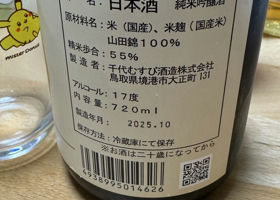 日本酒 純米吟醸酒
原材料名：米（国産）、米麹（国産米）
山田錦100％
精米歩合：55％
製造者：千代むすび酒造株式会社
鳥取県境港市大正町131
アルコール：17度
内容量：720ml
製造年月：2025.10
保存方法：冷蔵庫にて保存
※お酒は二十歳になってから
4938995014626
mister Donut